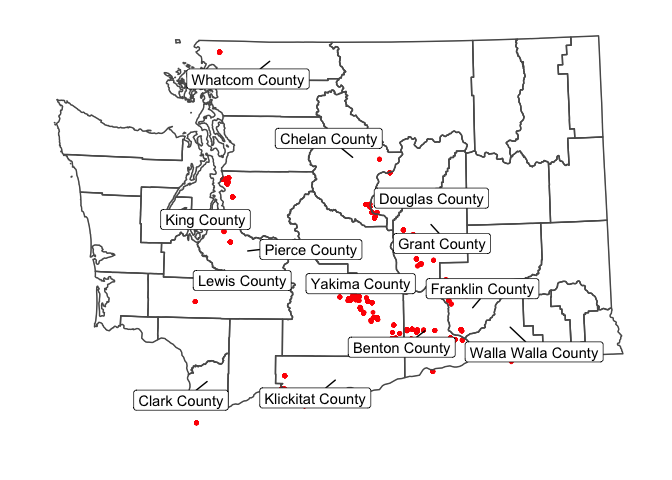 Whatcom County
Chelan County
Douglas County
King County
Grant County
Pierce County
Lewis County
Yakima County
Franklin County
Benton County
Walla Walla County
Clark County
Klickitat County